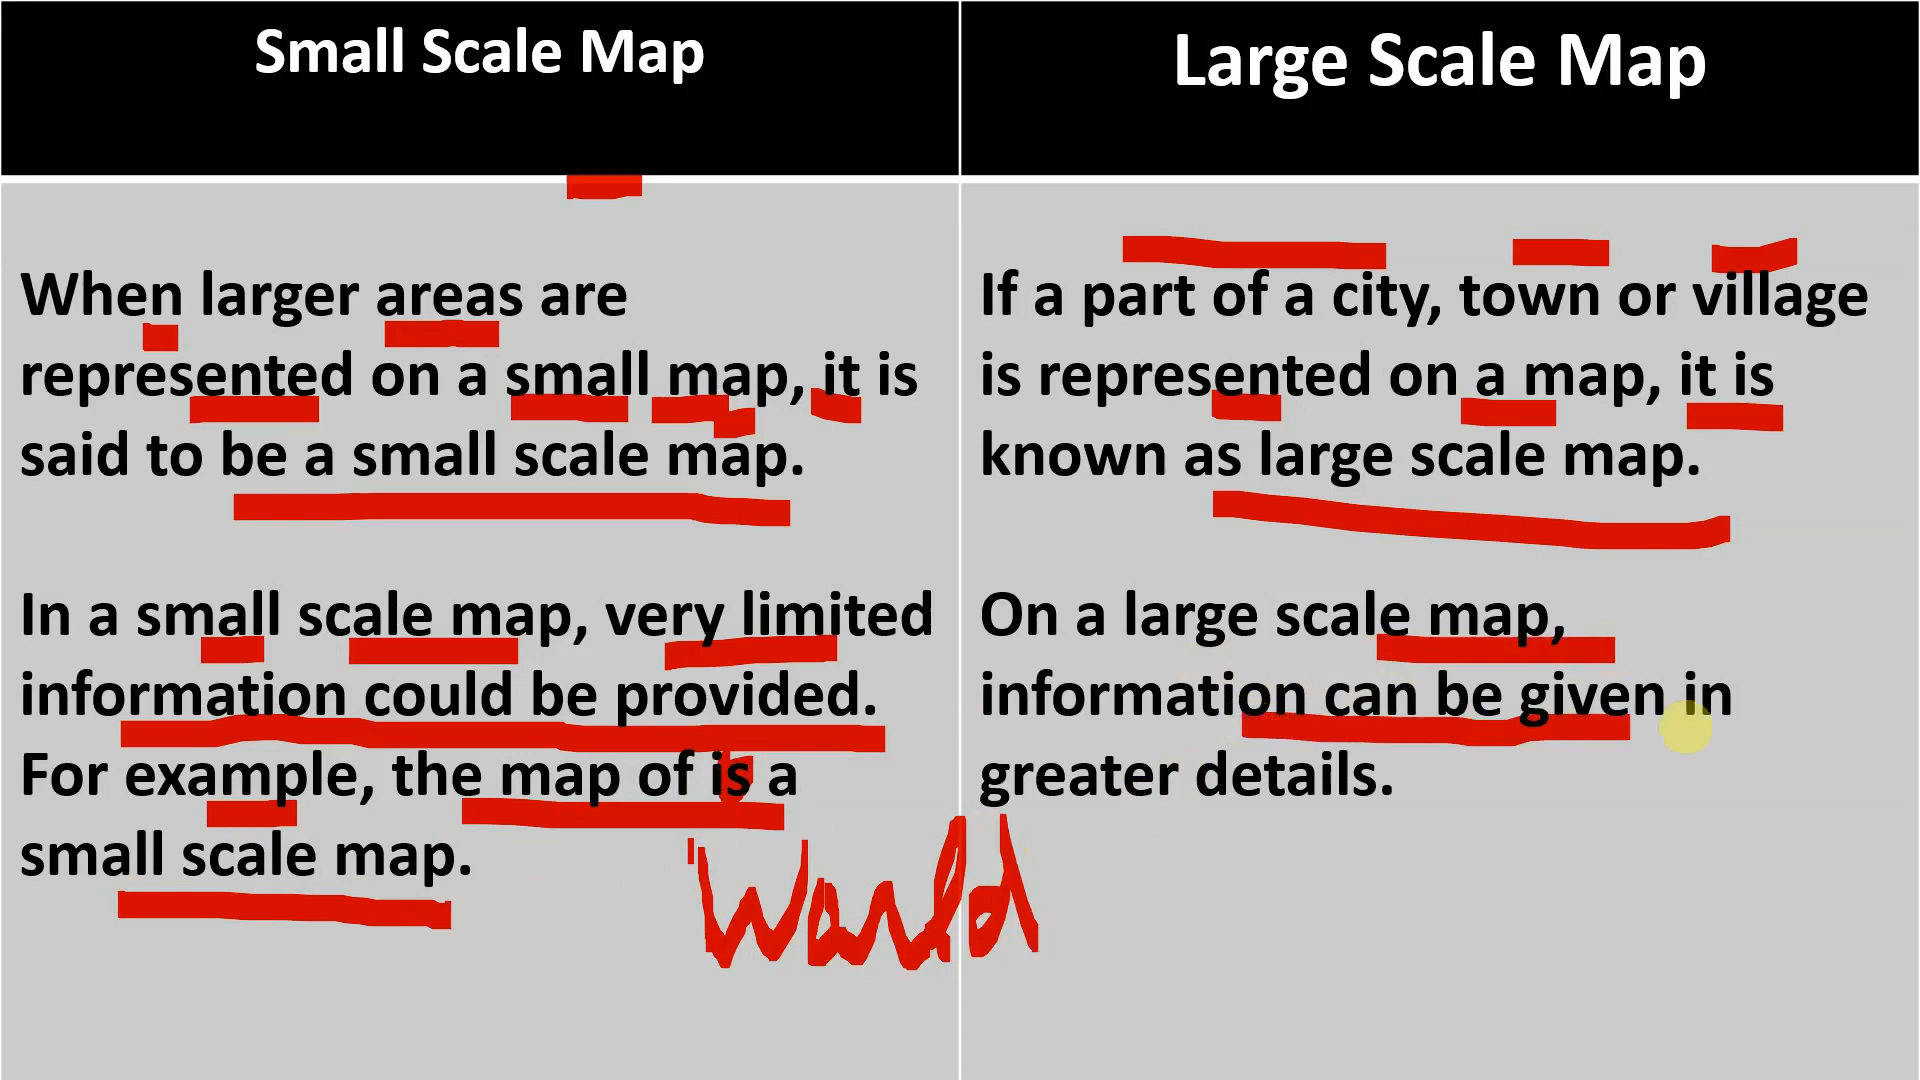 Small Scale Map
Large Scale Map
When larger areas are
represented on a small map, it is
said to be a small scale map.
In a small scale map, very limited
information could be provided.
For example, the map of is a
small scale map.
World
If a part of a city, town or village
is represented on a map, it is
known as large scale map.
On a large scale map,
information can be given in
greater details.